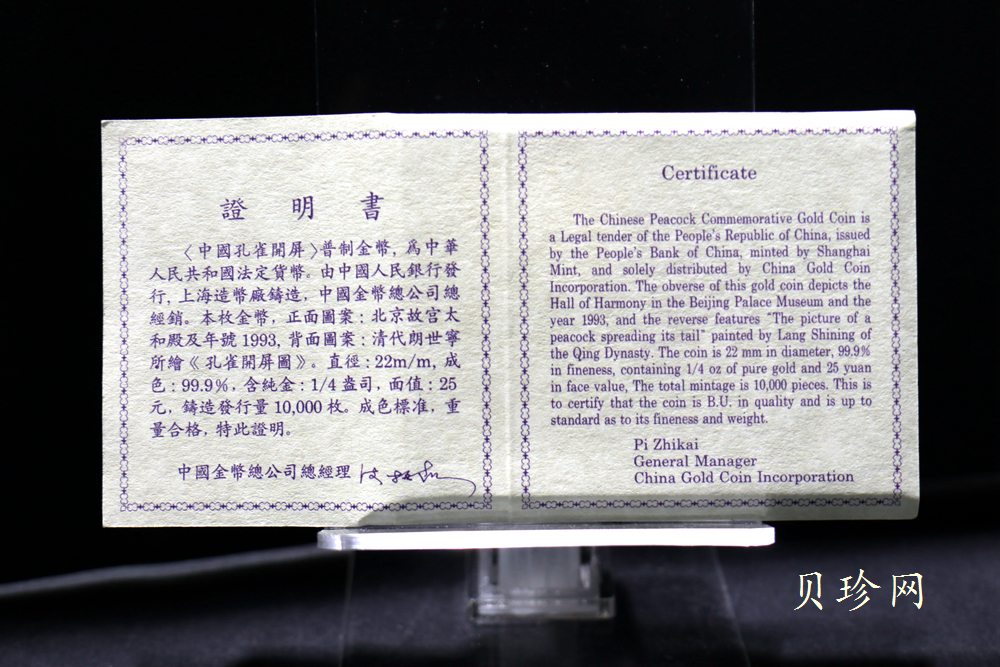 證明書
〈中國孔雀開屏〉普制金幣，為中華
人民共和國法定貨幣。由中國人民銀行發
行，上海造幣廠鑄造，中國金幣總公司總
經銷。本枚金幣，正面圖案：北京故宮太
和殿及年號1993，背面圖案：清代朗世寧
所繪《孔雀開屏圖》。直徑：22m/m，成
色：99.9%，含純金：1/4盎司，面值：25
元，鑄造發行量10,000枚。成色標准，重
量合格，特此證明。
中國金幣總公司總經理
Certificate
The Chinese Peacock Commemorative Gold Coin is
a Legal tender of the People's Republic of China, issued
by the People's Bank of China, minted by Shanghai
Mint, and solely distributed by China Gold Coin
Incorporation. The obverse of this gold coin depicts the
Hall of Harmony in the Beijing Palace Museum and the
year 1993, and the reverse features "The picture of a
peacock spreading its tail" painted by Lang Shining of
the Qing Dynasty. The coin is 22 mm in diameter, 99.9%
in fineness, containing 1/4 oz of pure gold and 25 yuan
in face value, The total mintage is 10,000 pieces. This is
to certify that the coin is B.U. in quality and is up to
standard as to its fineness and weight.
Pi Zhikai
General Manager
China Gold Coin Incorporation
贝珍网